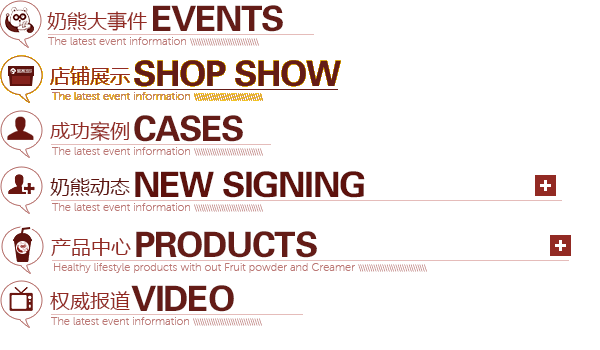 奶熊大事件 EVENTS
The latest event information
店铺展示 SHOP SHOW
The latest event information
成功案例 CASES
The latest event information
奶熊动态 NEW SIGNING
The latest event information
产品中心 PRODUCTS
Healthy lifestyle products with out Fruit powder and Creamer
权威报道 VIDEO
The latest event information